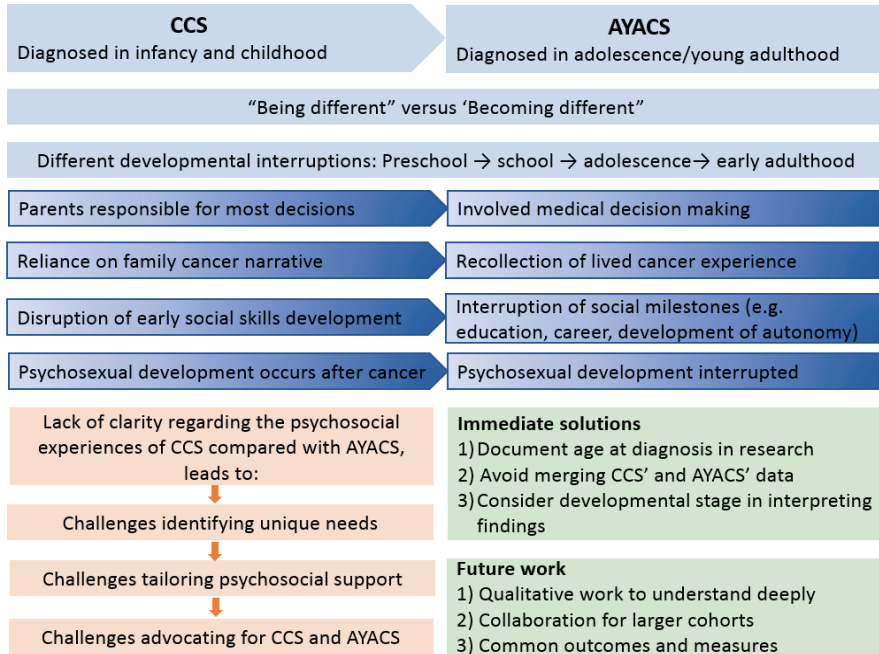 CCS
Diagnosed in infancy and childhood
AYACS
Diagnosed in adolescence/young adulthood
“Being different” versus ‘Becoming different”
Different developmental interruptions: Preschool → school → adolescence→ early adulthood
Parents responsible for most decisions
Involved medical decision making
Reliance on family cancer narrative
Recollection of lived cancer experience
Disruption of early social skills development
Interruption of social milestones (e.g.
education, career, development of autonomy)
Psychosexual development occurs after cancer
Psychosexual development interrupted
Lack of clarity regarding the psychosocial
experiences of CCS compared with AYACS,
leads to:
Challenges identifying unique needs
Challenges tailoring psychosocial support
Challenges advocating for CCS and AYACS
Immediate solutions
1) Document age at diagnosis in research
2) Avoid merging CCS’ and AYACS’ data
3) Consider developmental stage in interpreting
findings
Future work
1) Qualitative work to understand deeply
2) Collaboration for larger cohorts
3) Common outcomes and measures